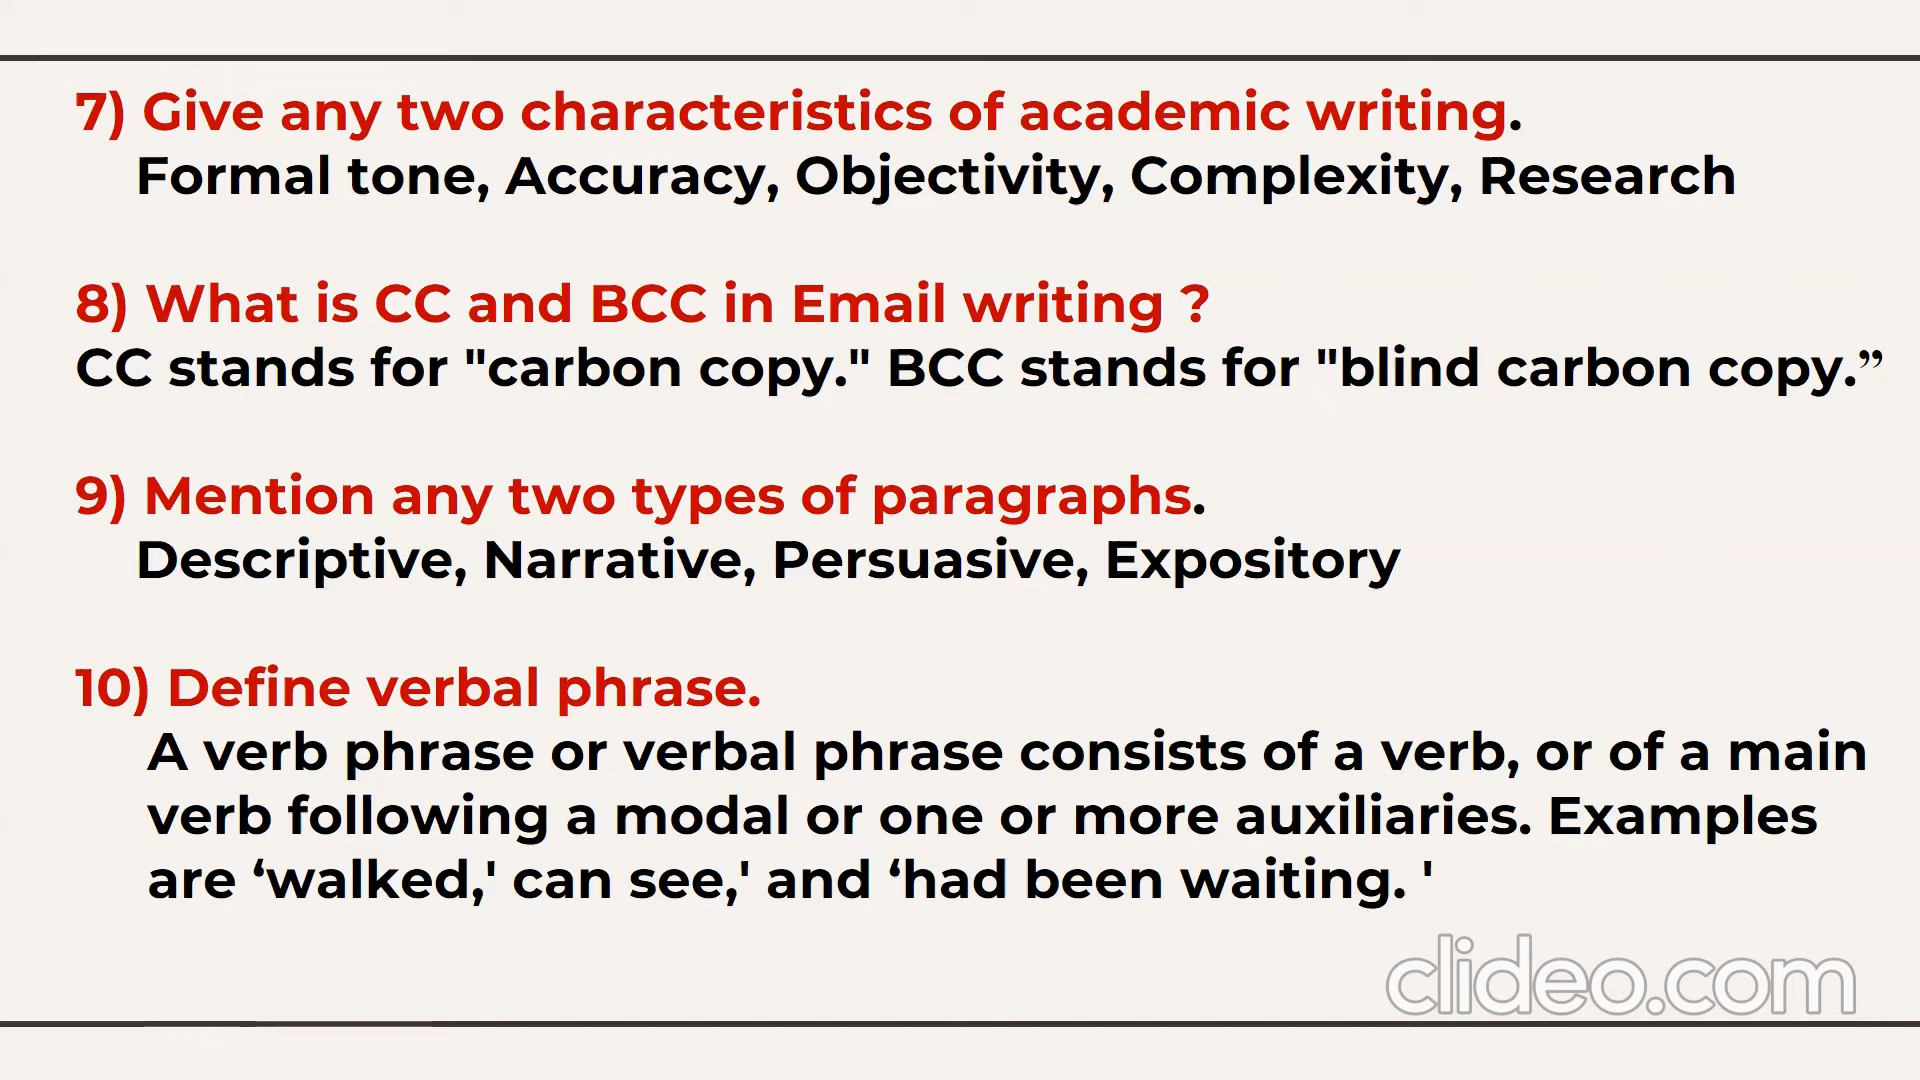 7) Give any two characteristics of academic writing.
Formal tone, Accuracy, Objectivity, Complexity, Research
8) What is CC and BCC in Email writing ?
CC stands for "carbon copy." BCC stands for "blind carbon copy.”
9) Mention any two types of paragraphs.
Descriptive, Narrative, Persuasive, Expository
10) Define verbal phrase.
A verb phrase or verbal phrase consists of a verb, or of a main
verb following a modal or one or more auxiliaries. Examples
are ‘walked,' can see,' and ‘had been waiting. '
clideo.com